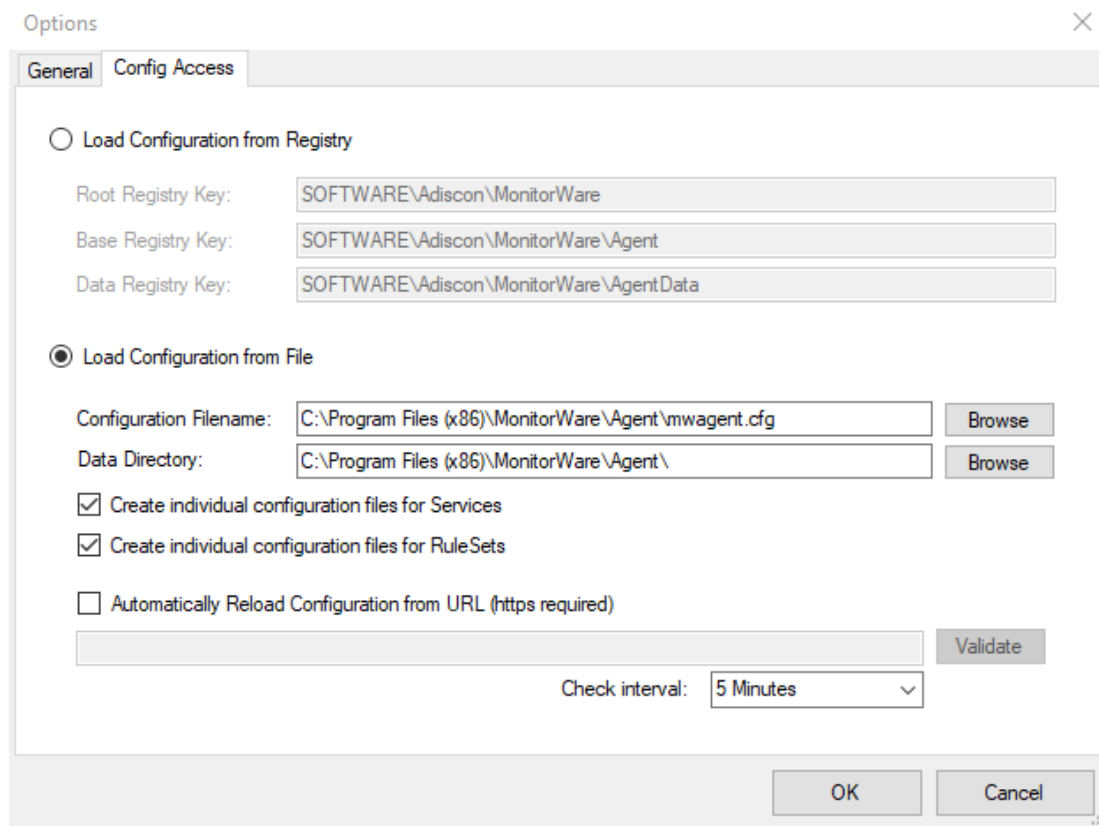 Options
General Config Access
Load Configuration from Registry
Root Registry Key: SOFTWARE\Adiscon\MonitorWare
Base Registry Key: SOFTWARE\Adiscon\MonitorWare\Agent
Data Registry Key: SOFTWARE\Adiscon\MonitorWare\AgentData
Load Configuration from File
Configuration Filename: C:\Program Files (x86)\MonitorWare\Agent\mwagent.cfg Browse
Data Directory: C:\Program Files (x86)\MonitorWare\Agent\ Browse
Create individual configuration files for Services
Create individual configuration files for RuleSets
Automatically Reload Configuration from URL (https required)
Validate
Check interval: 5 Minutes
OK Cancel